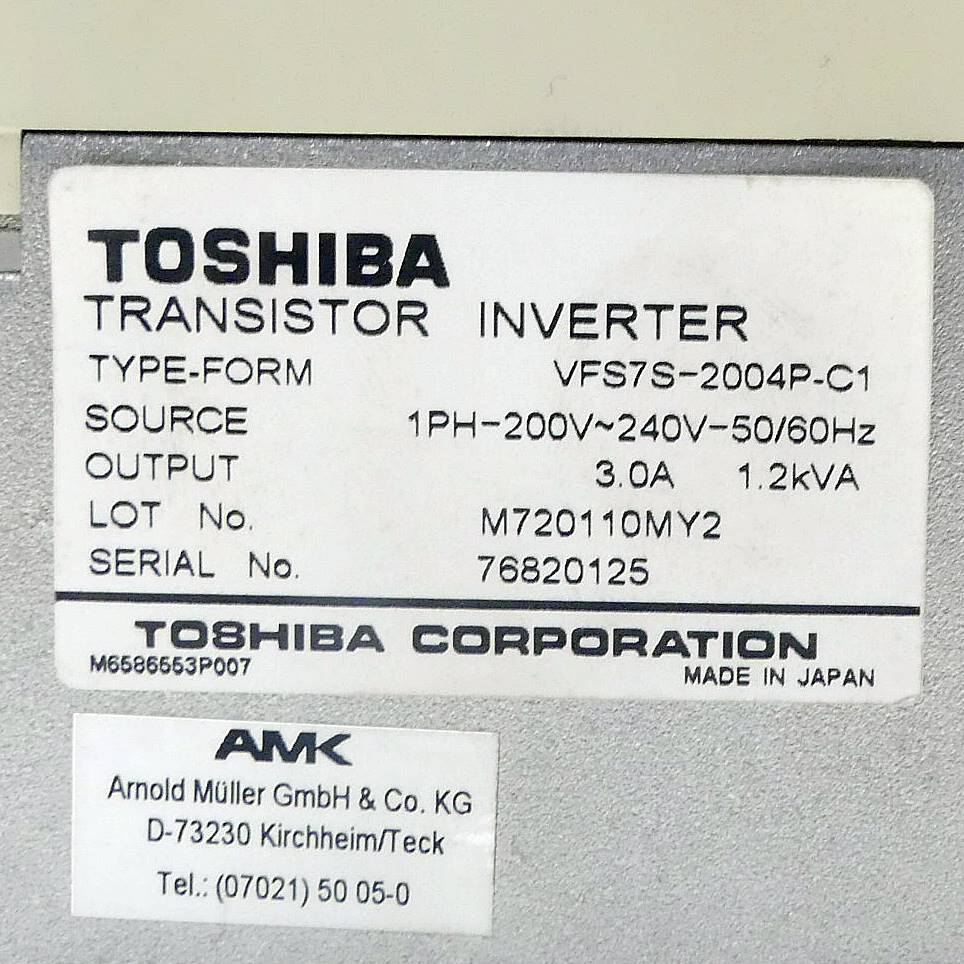 TOSHIBA
TRANSISTOR INVERTER
TYPE-FORM VFS7S-2004P-C1
SOURCE 1PH-200V~240V-50/60Hz
OUTPUT 3.0A 1.2kVA
LOT No. M720110MY2
SERIAL No. 76820125
TOSHIBA CORPORATION
M6586553P007 MADE IN JAPAN
AMK
Arnold Müller GmbH & Co. KG
D-73230 Kirchheim/Teck
Tel.: (07021) 50 05-0